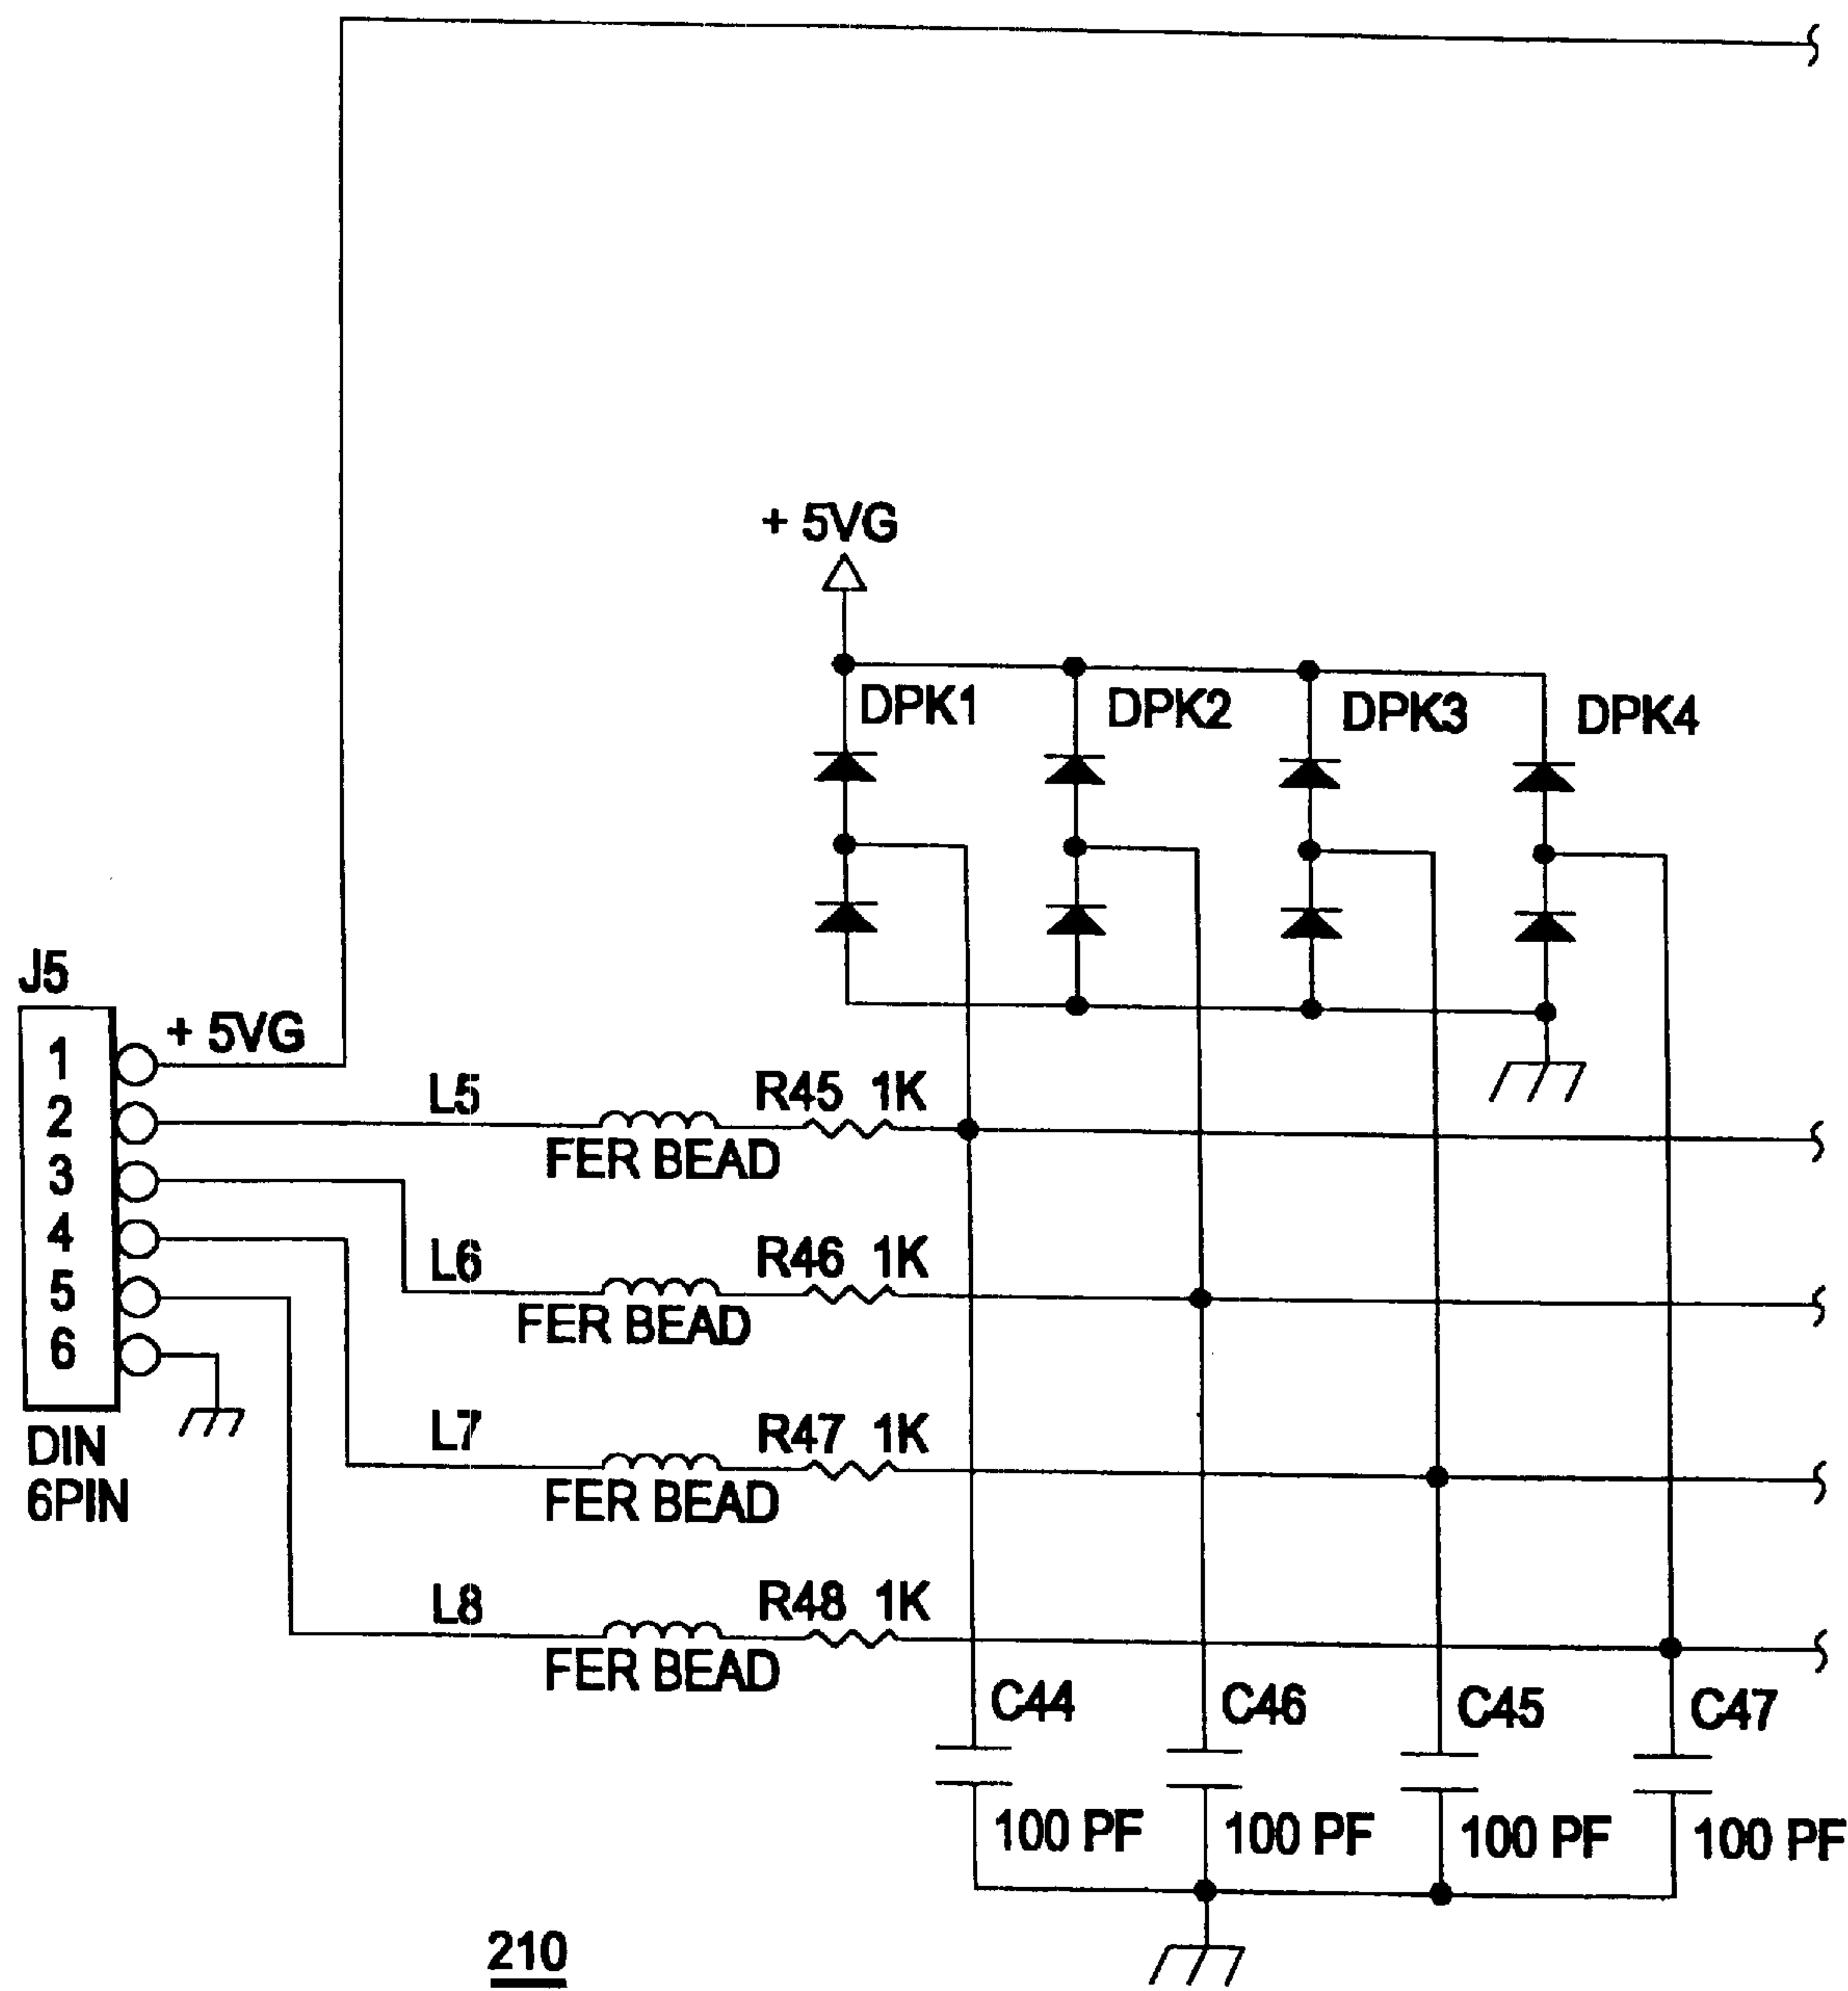 + 5VG
DPK1
DPK2
DPK3
DPK4
J5
1
+ 5VG
2
3
4
5
6
DIN
6PIN
L5
R45 1K
FER BEAD
L6
R46 1K
FER BEAD
L7
R47 1K
FER BEAD
L8
R48 1K
FER BEAD
C44
C46
C45
C47
100 PF
100 PF
100 PF
100 PF
210